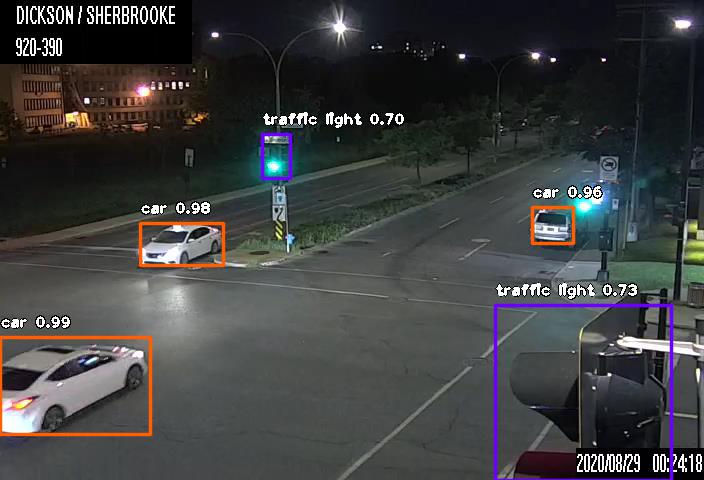 DICKSON / SHERBROOKE
920-390
traffic light 0.70
car 0.96
car 0.98
traffic light 0.73
car 0.99
2020/08/29 00:24:18